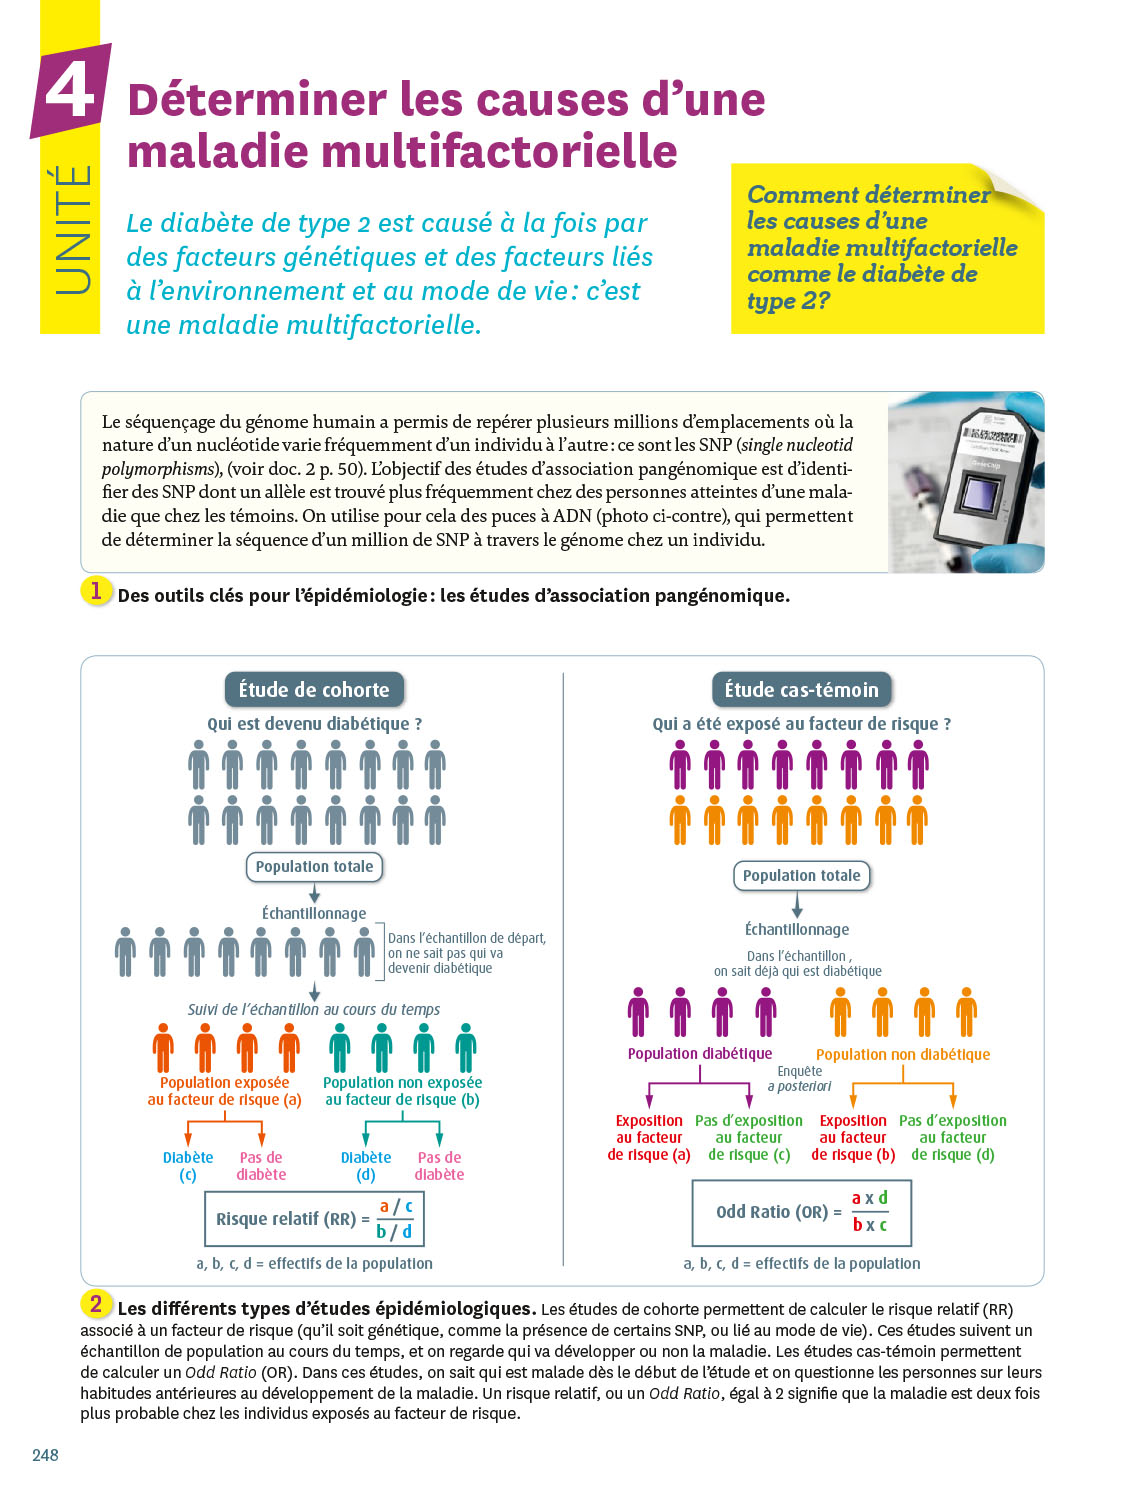 4
UNITÉ
Déterminer les causes d’une
maladie multifactorielle
Le diabète de type 2 est causé à la fois par
des facteurs génétiques et des facteurs liés
à l’environnement et au mode de vie : c’est
une maladie multifactorielle.
Comment déterminer
les causes d’une
maladie multifactorielle
comme le diabète de
type 2?
Le séquençage du génome humain a permis de repérer plusieurs millions d’emplacements où la
nature d’un nucléotide varie fréquemment d’un individu à l’autre : ce sont les SNP (single nucleotid
polymorphisms), (voir doc. 2 p. 50). L’objectif des études d’association pangénomique est d’identi-
fier des SNP dont un allèle est trouvé plus fréquemment chez des personnes atteintes d’une mala-
die que chez les témoins. On utilise pour cela des puces à ADN (photo ci-contre), qui permettent
de déterminer la séquence d’un million de SNP à travers le génome chez un individu.
1 Des outils clés pour l’épidémiologie : les études d’association pangénomique.
Étude de cohorte
Qui est devenu diabétique ?
Population totale
Échantillonnage
Dans l’échantillon de départ,
on ne sait pas qui va
devenir diabétique
Suivi de l’échantillon au cours du temps
Population exposée
au facteur de risque (a)
Population non exposée
au facteur de risque (b)
Diabète
(c)
Pas de
diabète
Diabète
(d)
Pas de
diabète
Risque relatif (RR) = a / c
b / d
a, b, c, d = effectifs de la population
Étude cas-témoin
Qui a été exposé au facteur de risque ?
Population totale
Échantillonnage
Dans l’échantillon ,
on sait déjà qui est diabétique
Population diabétique
Population non diabétique
Enquête
a posteriori
Exposition
au facteur
de risque (a)
Pas d’exposition
au facteur
de risque (c)
Exposition
au facteur
de risque (b)
Pas d’exposition
au facteur
de risque (d)
Odd Ratio (OR) = a x d
b x c
a, b, c, d = effectifs de la population
2 Les différents types d’études épidémiologiques. Les études de cohorte permettent de calculer le risque relatif (RR)
associé à un facteur de risque (qu’il soit génétique, comme la présence de certains SNP, ou lié au mode de vie). Ces études suivent un
échantillon de population au cours du temps, et on regarde qui va développer ou non la maladie. Les études cas-témoin permettent
de calculer un Odd Ratio (OR). Dans ces études, on sait qui est malade dès le début de l’étude et on questionne les personnes sur leurs
habitudes antérieures au développement de la maladie. Un risque relatif, ou un Odd Ratio, égal à 2 signifie que la maladie est deux fois
plus probable chez les individus exposés au facteur de risque.
248